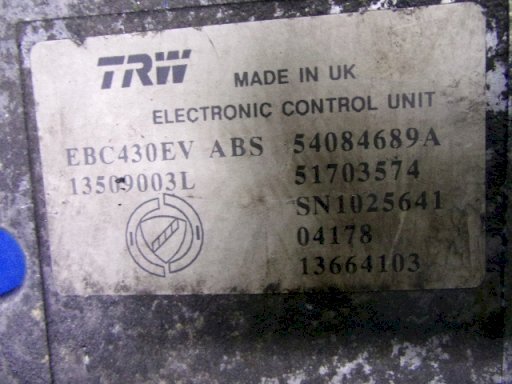 TRW MADE IN UK
ELECTRONIC CONTROL UNIT
EBC430EV ABS 54084689A
13509003L 51703574
SN1025641
04178
13664103